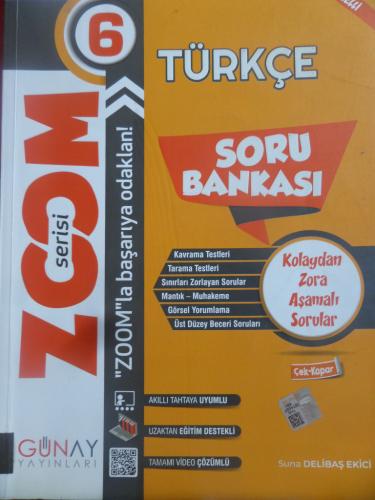 6
TÜRKÇE
ZOOM
serisi
"ZOOM"la başarıya odaklan!
SORU
BANKASI
Kavrama Testleri
Tarama Testleri
Sınırları Zorlayan Sorular
Mantık - Muhakeme
Görsel Yorumlama
Üst Düzey Beceri Soruları
Kolaydan
Zora
Aşamalı
Sorular
Çek-Kopar
AKILLI TAHTAYA UYUMLU
UZAKTAN EĞİTİM DESTEKLİ
TAMAMI VİDEO ÇÖZÜMLÜ
GÜNAY
YAYINLARI
Suna DELİBAŞ EKİCİ